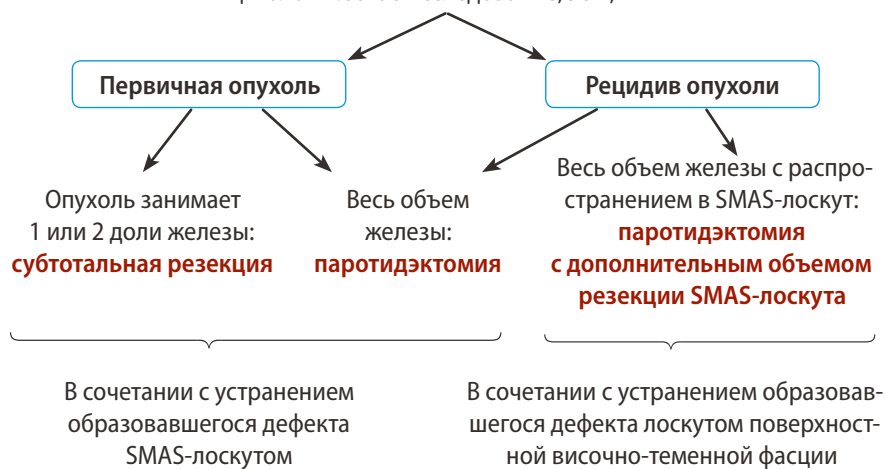 Первичная опухоль
Рецидив опухоли
Опухоль занимает
1 или 2 доли железы:
субтотальная резекция
Весь объем
железы:
паротидэктомия
Весь объем железы с распро-
странением в SMAS-лоскут:
паротидэктомия
с дополнительным объемом
резекции SMAS-лоскута
В сочетании с устранением
образовавшегося дефекта
SMAS-лоскутом
В сочетании с устранением образовав-
шегося дефекта лоскутом поверхност-
ной височно-теменной фасции